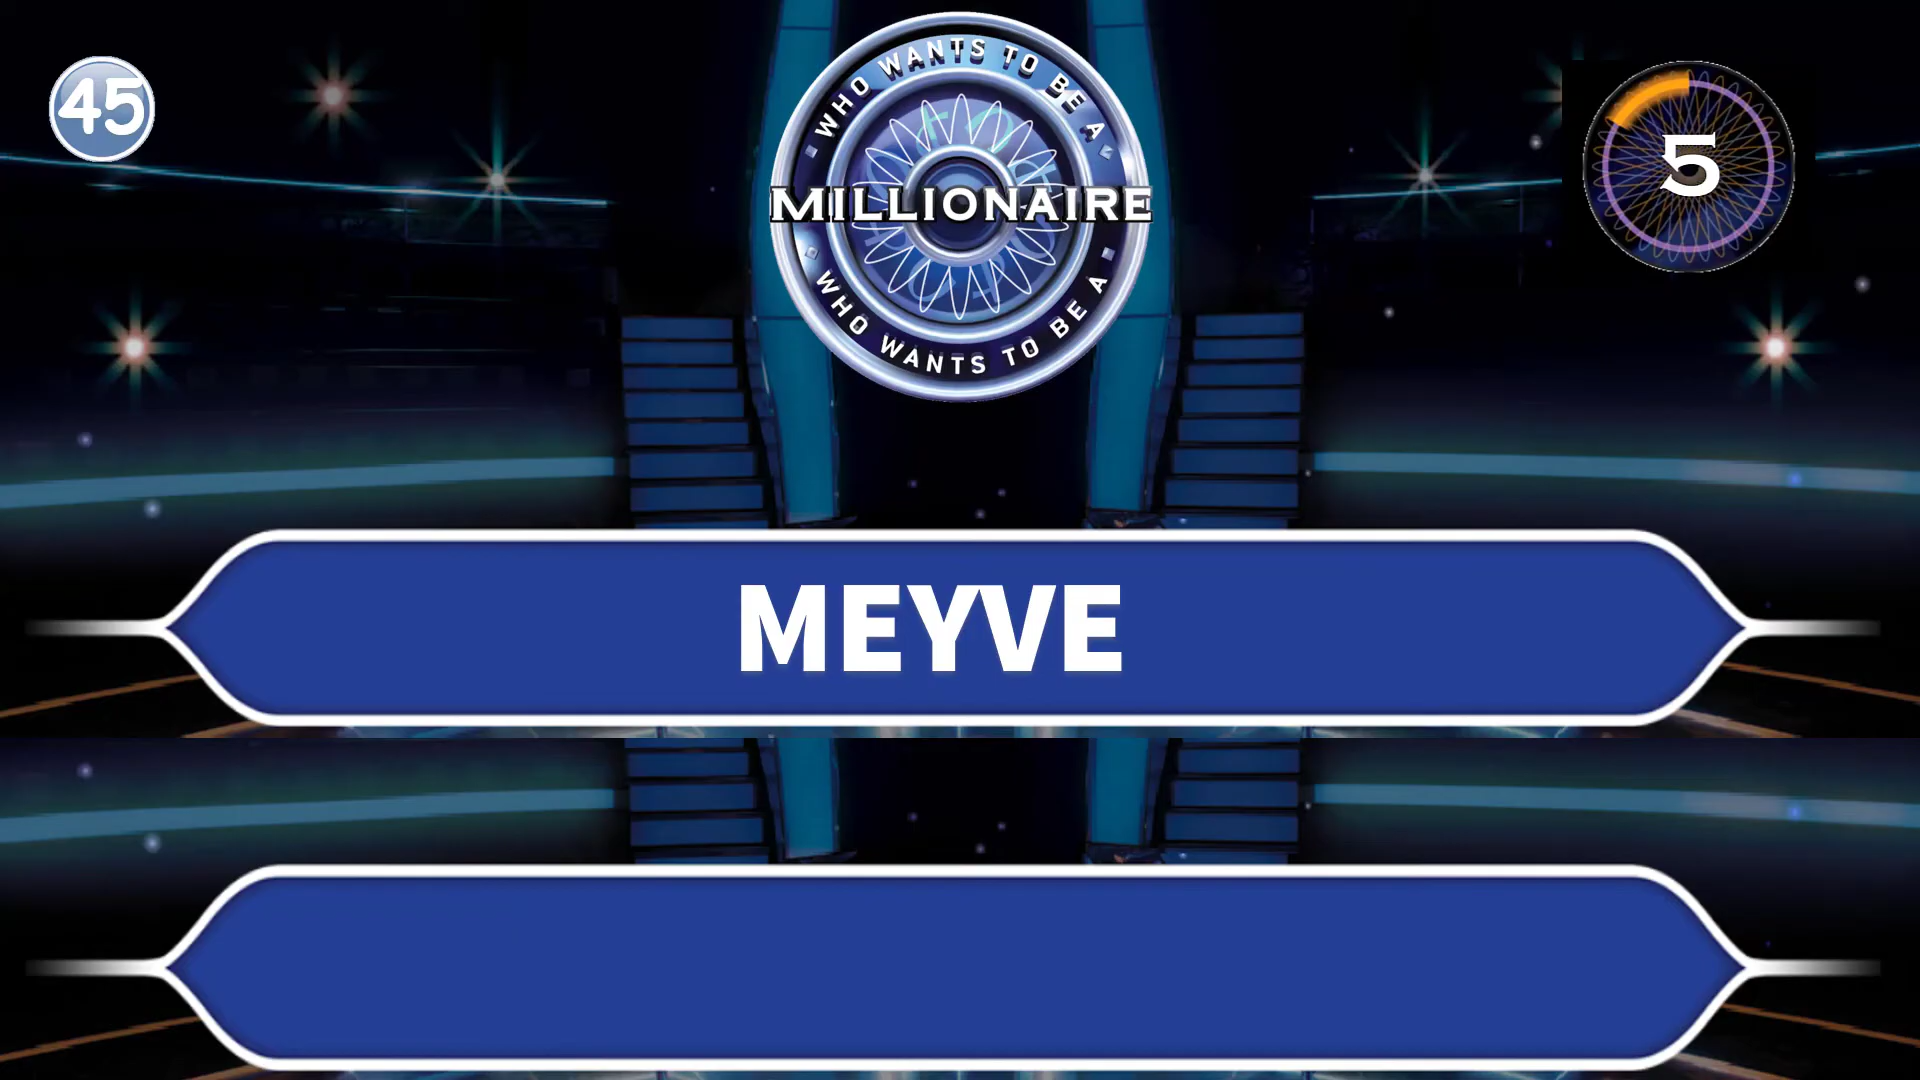 45
WHO WANTS TO BE A
MILLIONAIRE
WHO WANTS TO BE A
5
MEYVE